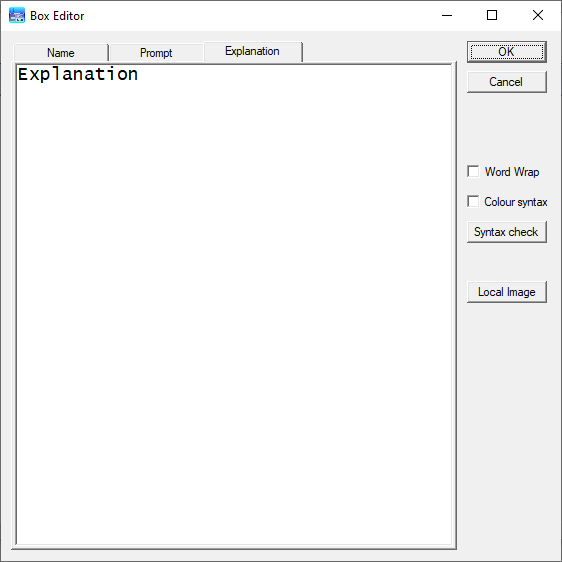 Box Editor
Name Prompt Explanation
Explanation
OK
Cancel
Word Wrap
Colour syntax
Syntax check
Local Image